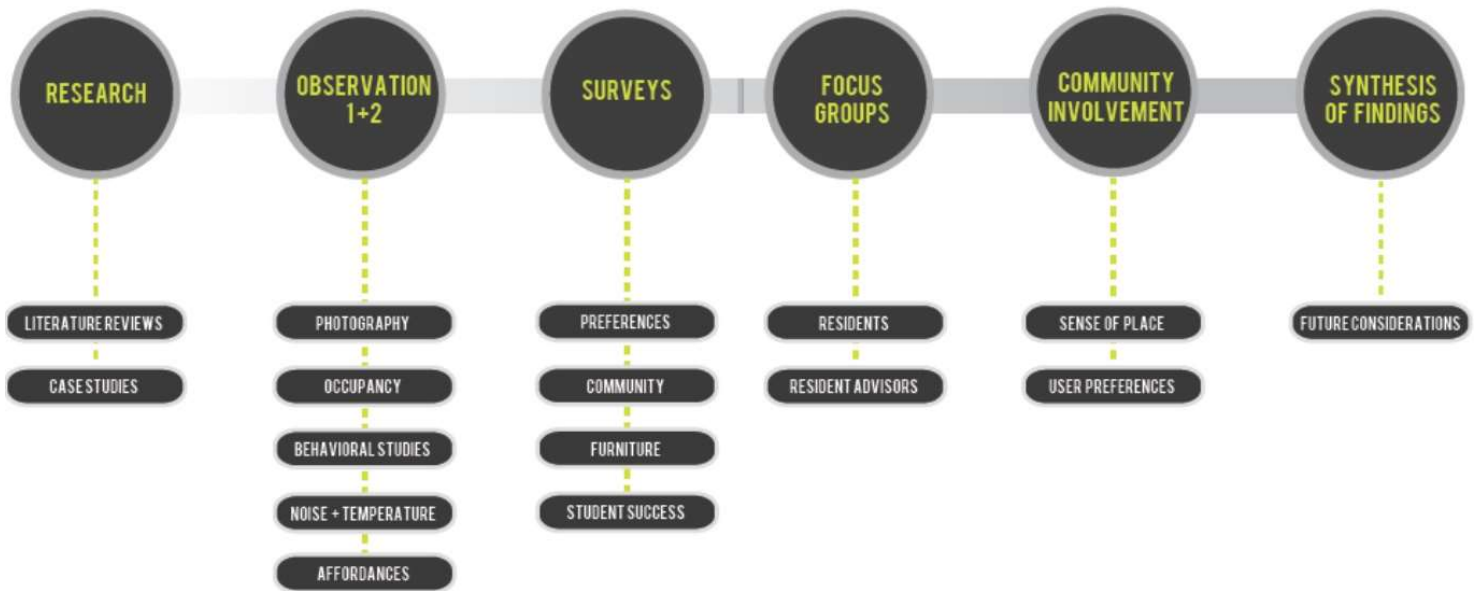 RESEARCH
OBSERVATION
1+2
SURVEYS
FOCUS
GROUPS
COMMUNITY
INVOLVEMENT
SYNTHESIS
OF FINDINGS
LITERATURE REVIEWS
CASE STUDIES
PHOTOGRAPHY
OCCUPANCY
BEHAVIORAL STUDIES
NOISE + TEMPERATURE
AFFORDANCES
PREFERENCES
COMMUNITY
FURNITURE
STUDENT SUCCESS
RESIDENTS
RESIDENT ADVISORS
SENSE OF PLACE
USER PREFERENCES
FUTURE CONSIDERATIONS